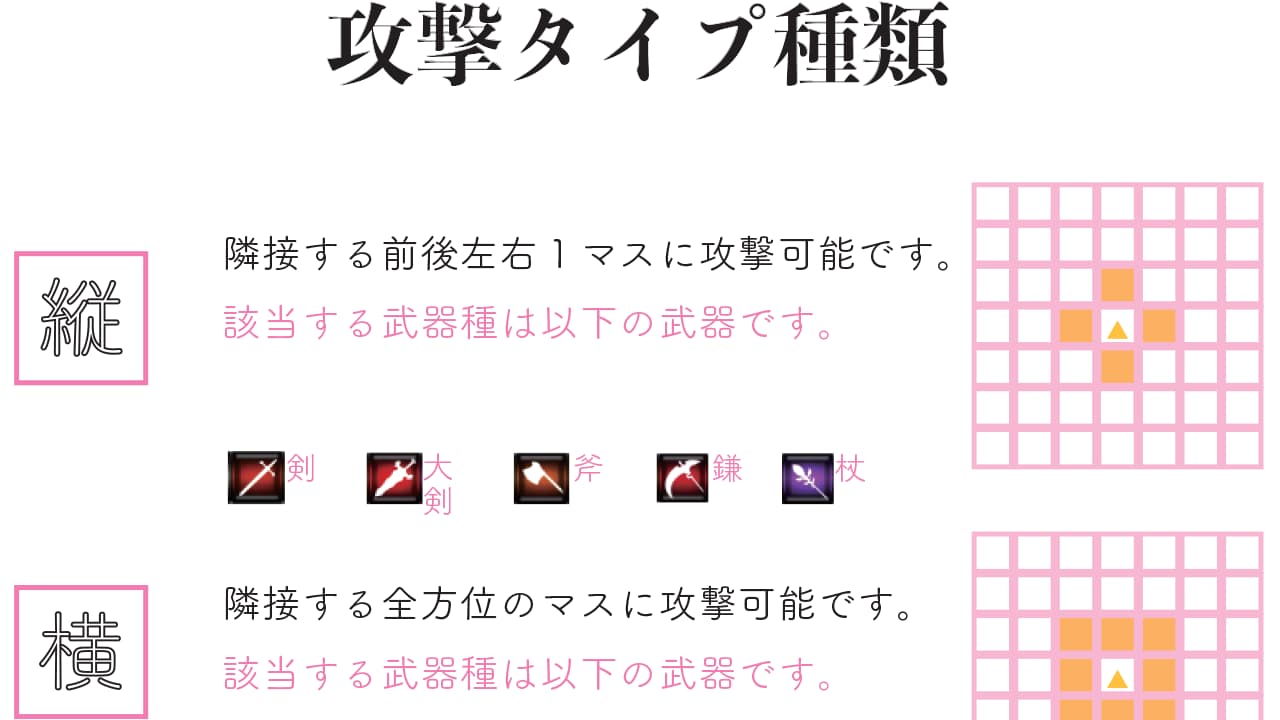 攻撃タイプ種類
縦
隣接する前後左右１マスに攻撃可能です。
該当する武器種は以下の武器です。
剣
大
剣
斧
鎌
杖
横
隣接する全方位のマスに攻撃可能です。
該当する武器種は以下の武器です。